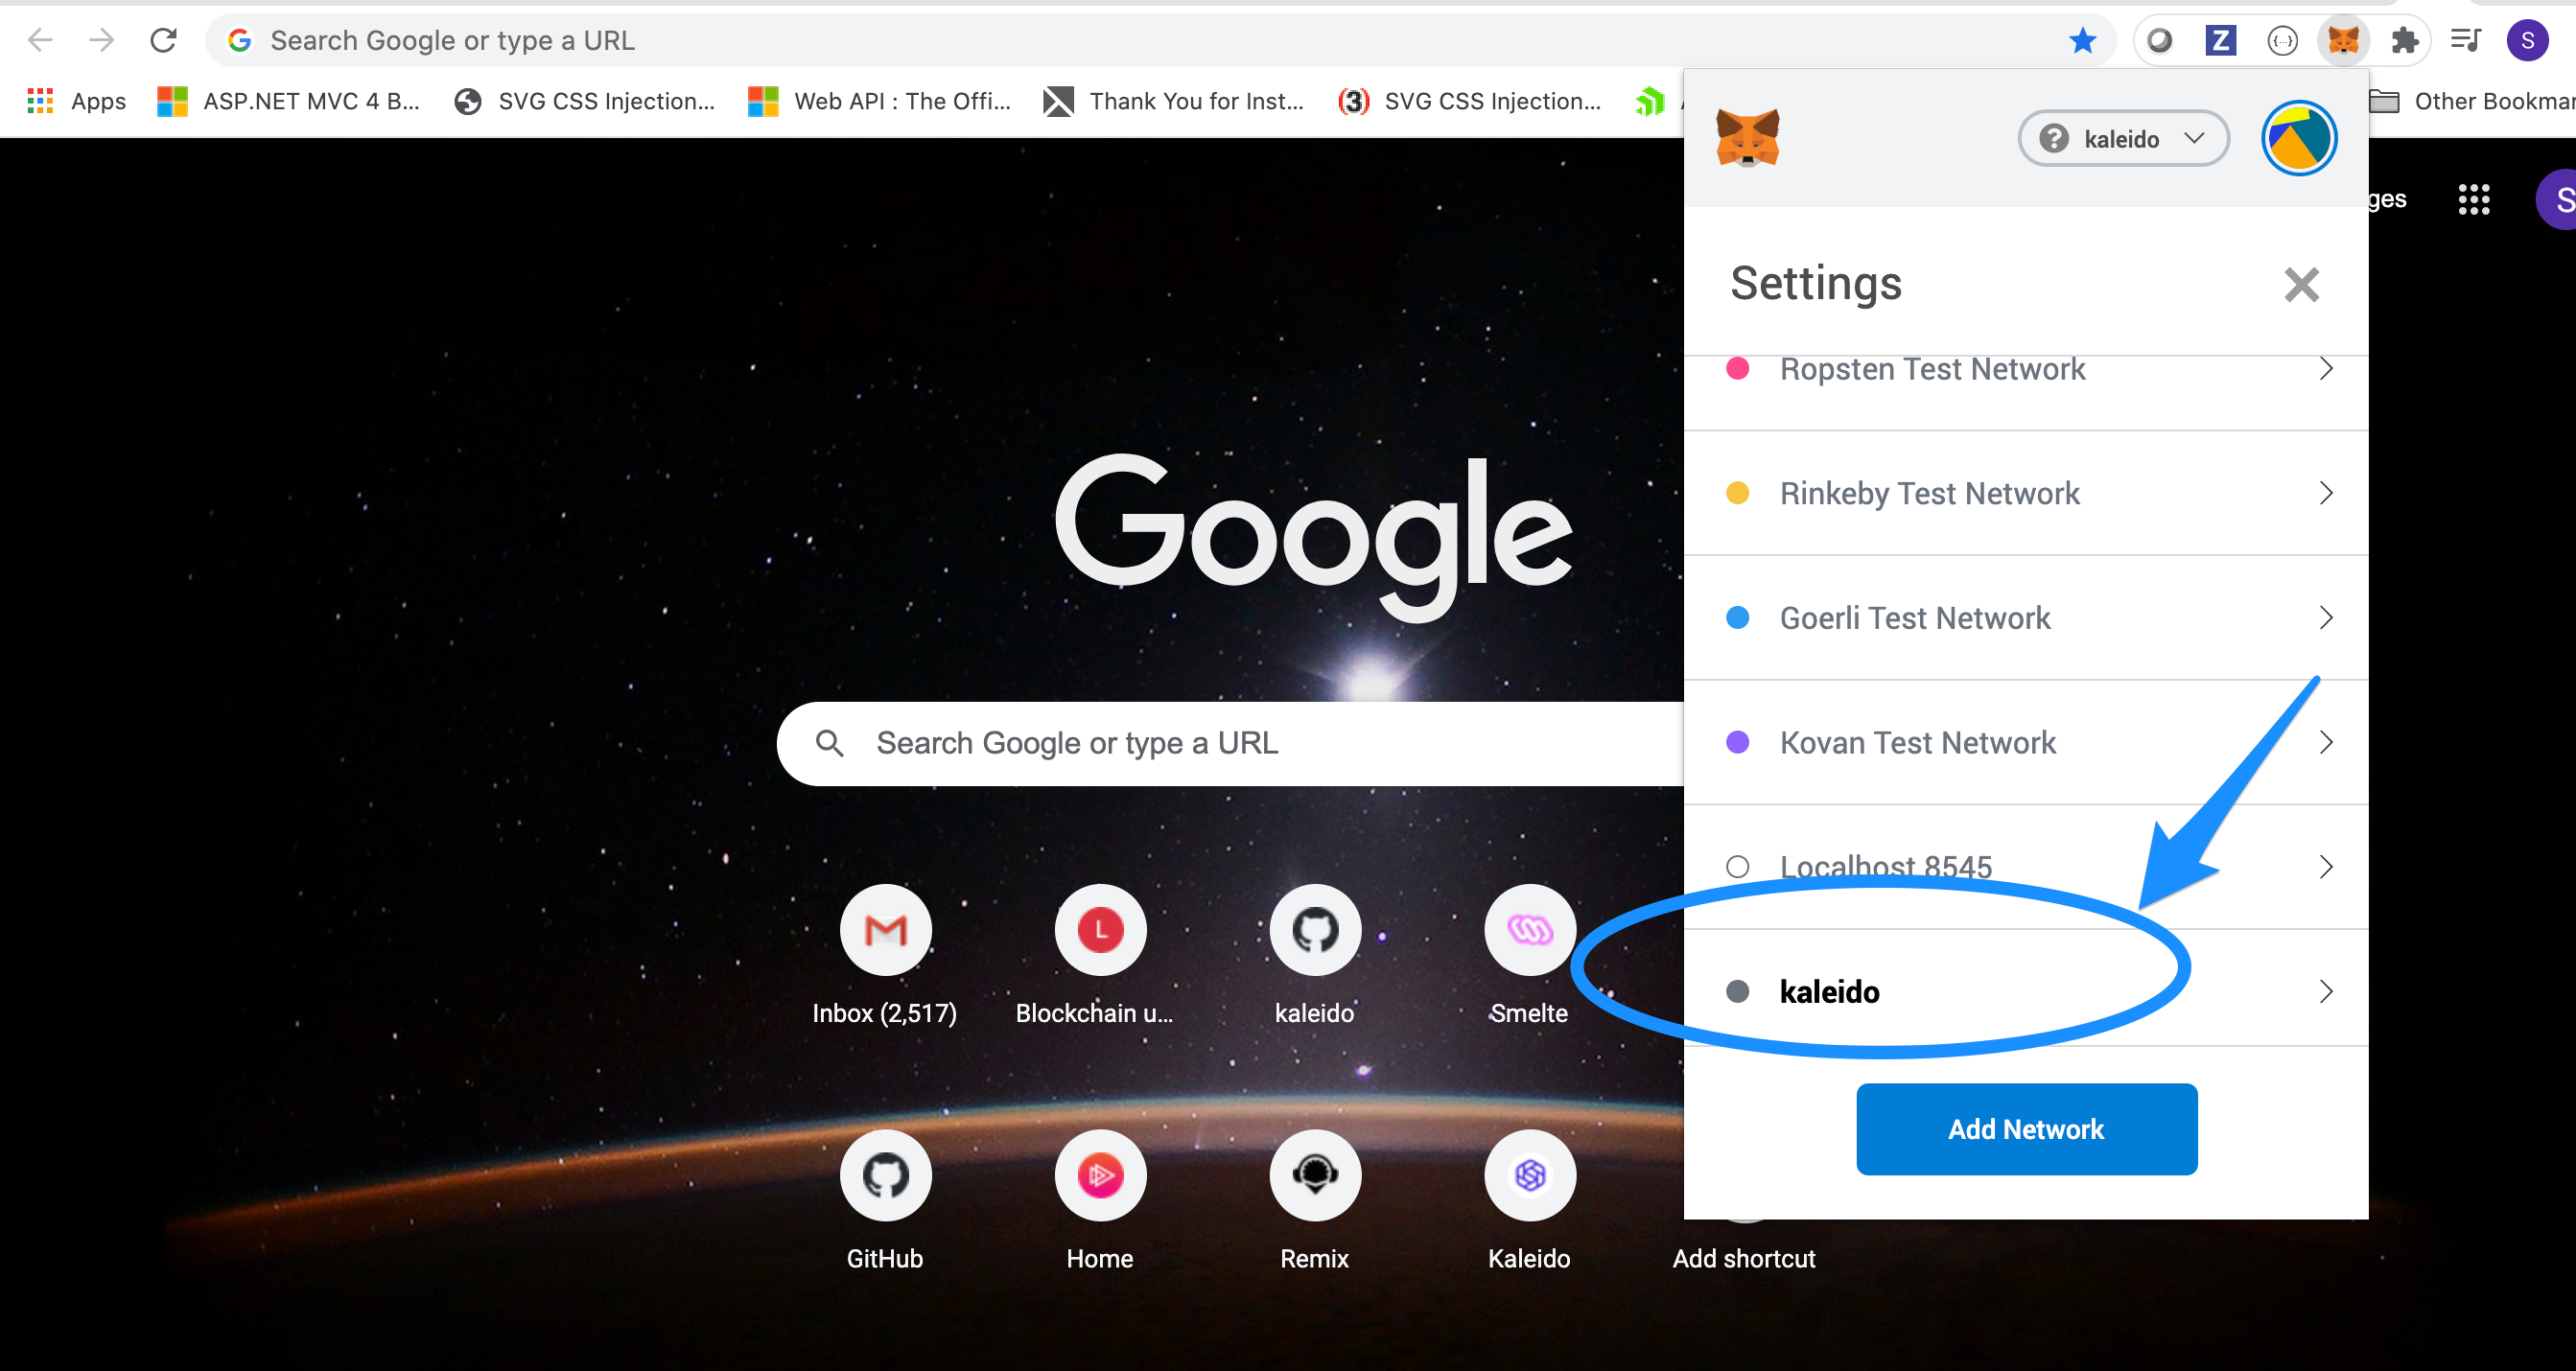 Search Google or type a URL
Z
{...}
S
Apps
ASP.NET MVC 4 B...
SVG CSS Injection...
Web API : The Offi...
Thank You for Inst...
(3)
SVG CSS Injection...
Other Bookmar
? kaleido
ges
S
Settings
Ropsten Test Network
Rinkeby Test Network
Goerli Test Network
Kovan Test Network
Localhost 8545
kaleido
Add Network
Google
Search Google or type a URL
L
Inbox (2,517)
Blockchain u...
kaleido
Smelte
GitHub
Home
Remix
Kaleido
Add shortcut